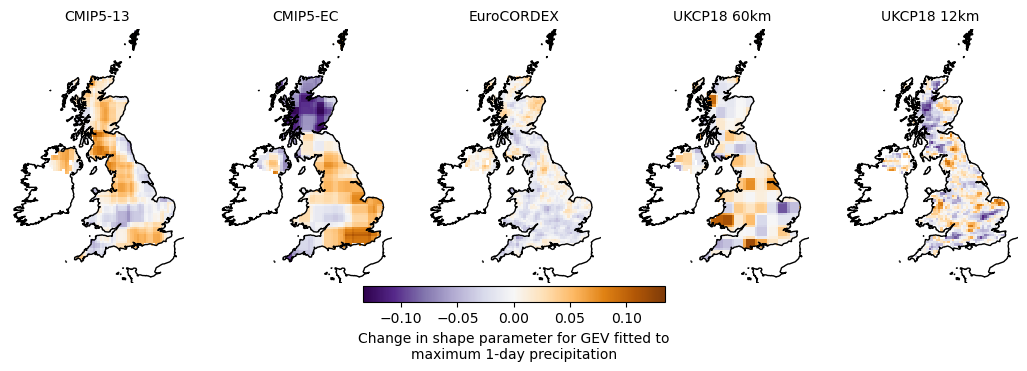 CMIP5-13 CMIP5-EC EuroCORDEX UKCP18 60km UKCP18 12km
−0.10 −0.05 0.00 0.05 0.10
Change in shape parameter for GEV fitted to
maximum 1-day precipitation